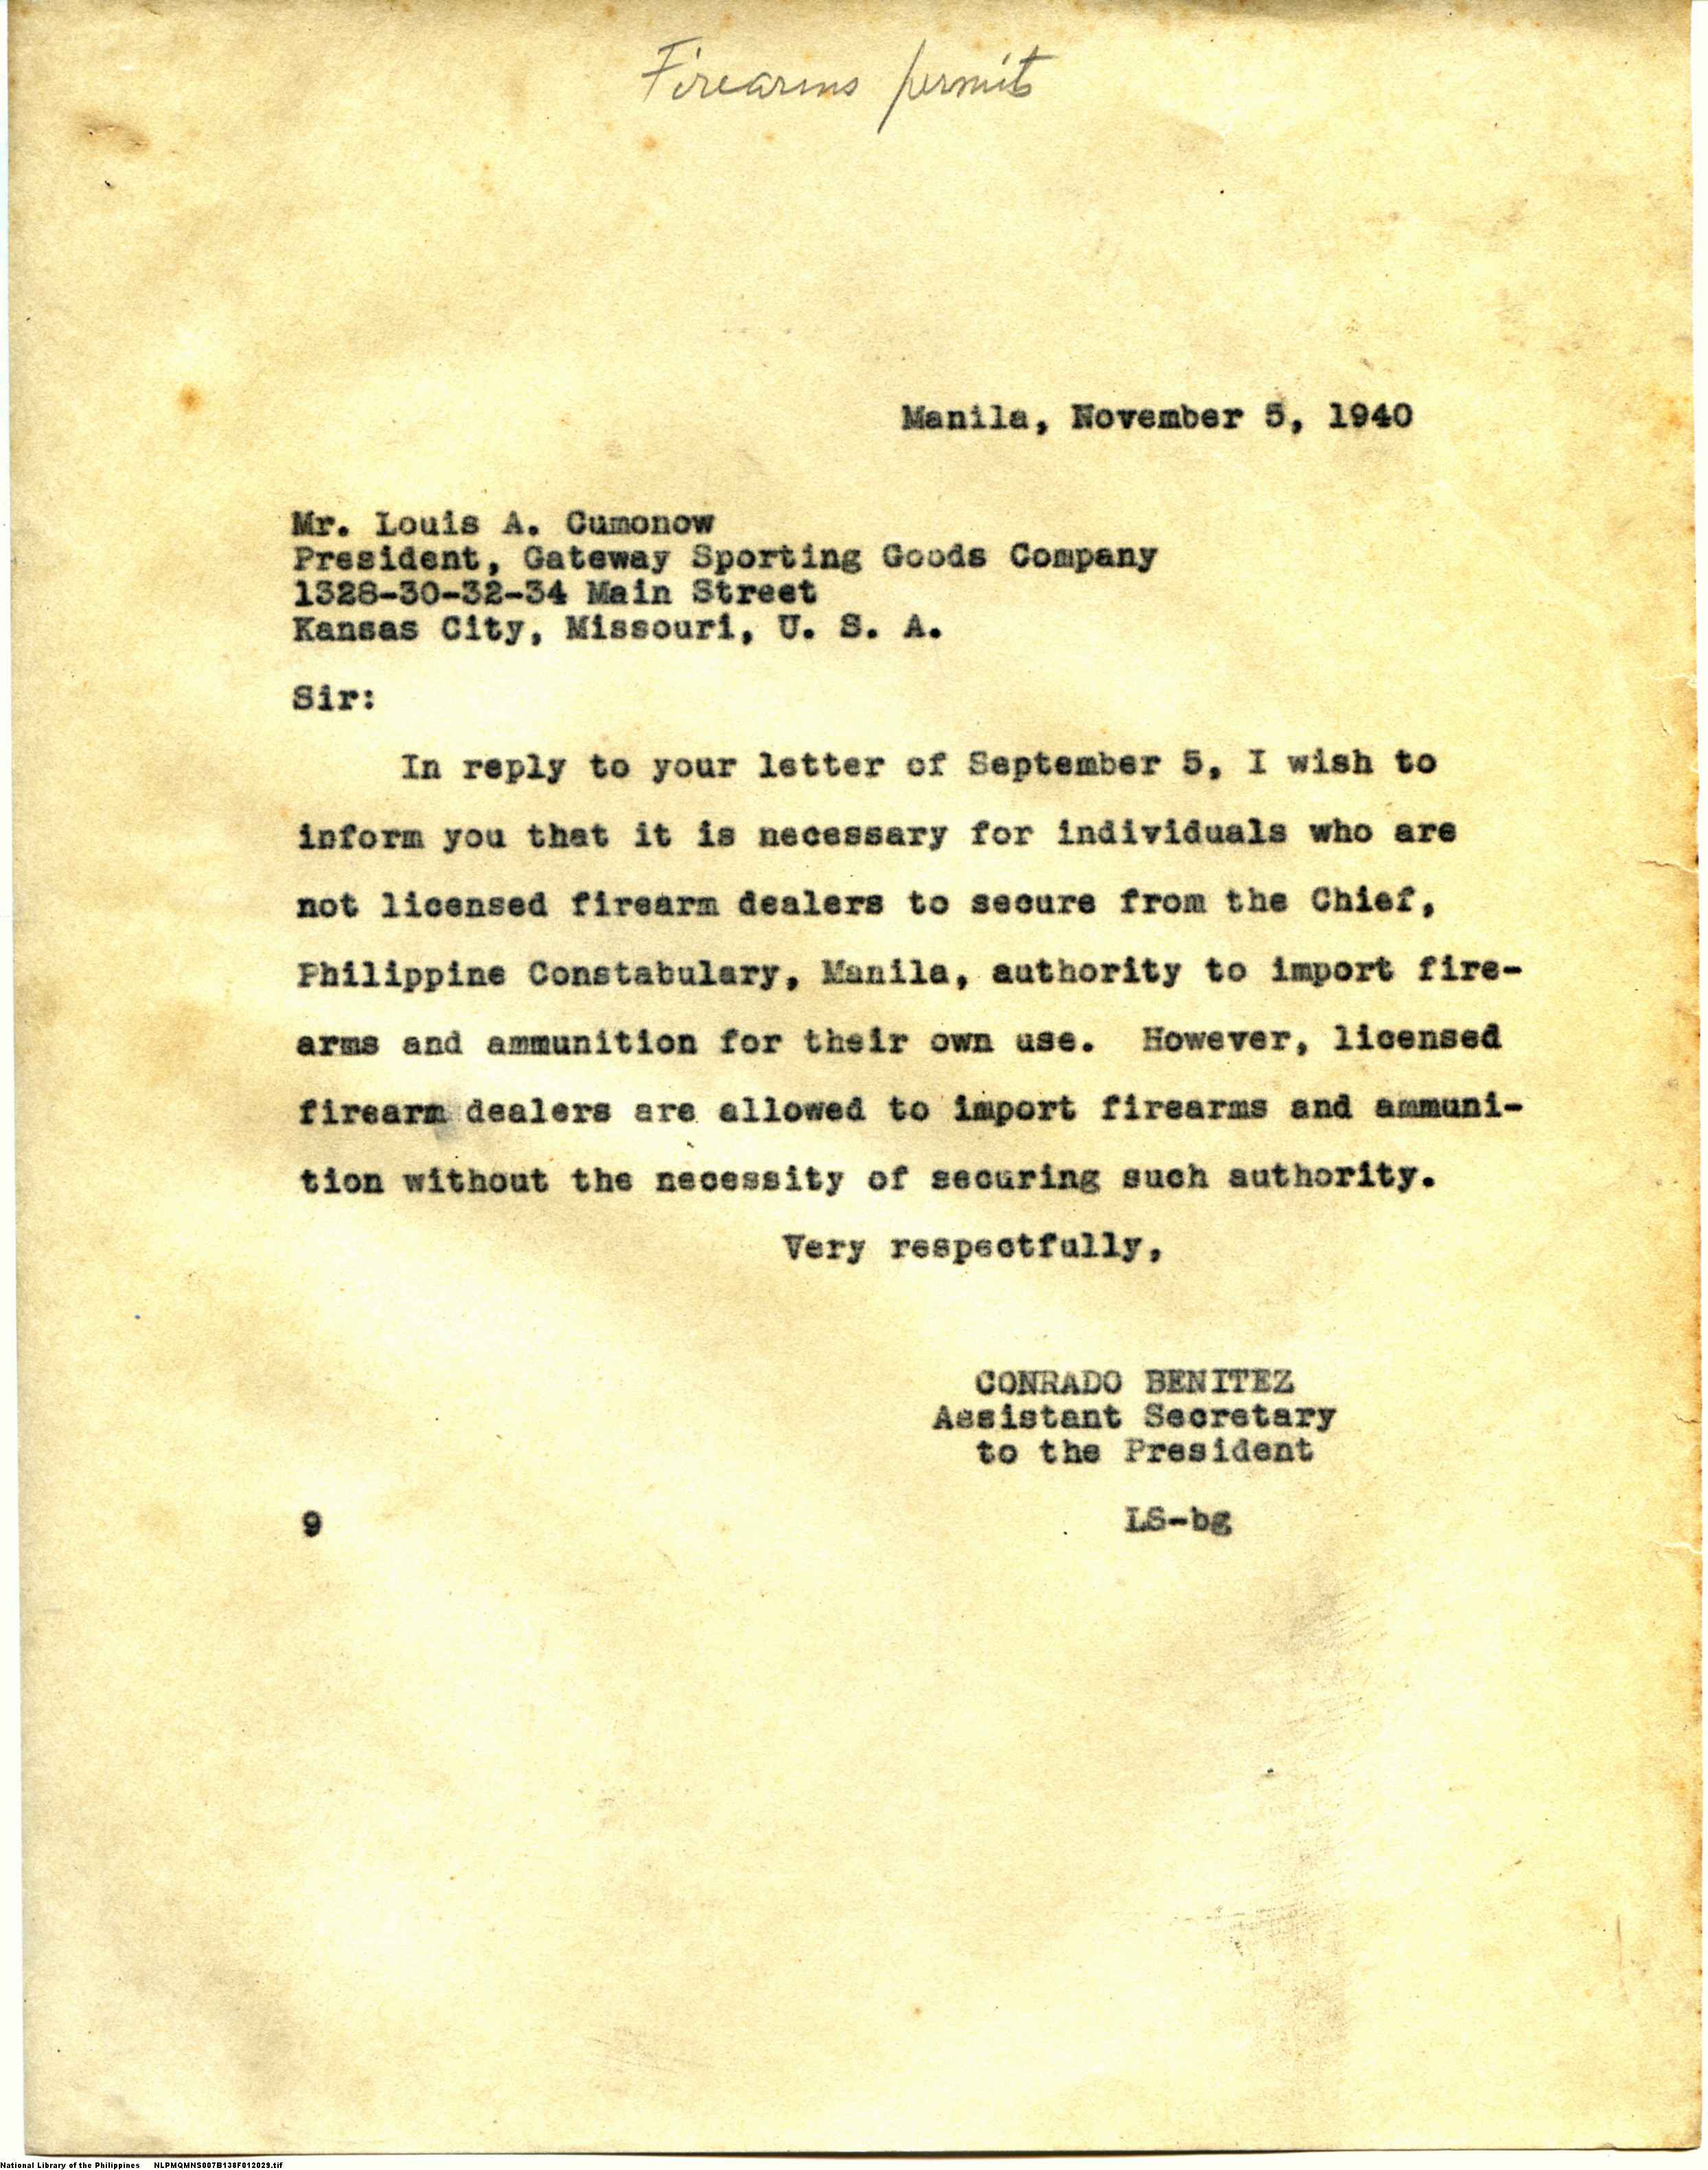 Firearms permit
Manila, November 5, 1940
Mr. Louis A. Cumonow
President, Gateway Sporting Goods Company
1328-30-32-34 Main Street
Kansas City, Missouri, U. S. A.
Sir:
In reply to your letter of September 5, I wish to
inform you that it is necessary for individuals who are
not licensed firearm dealers to secure from the Chief,
Philippine Constabulary, Manila, authority to import fire-
arms and ammunition for their own use. However, licensed
firearm dealers are allowed to import firearms and ammuni-
tion without the necessity of securing such authority.
Very respectfully,
CONRADO BENITEZ
Assistant Secretary
to the President
9 LS-bg
National Library of the Philippines NLPMQMNS007B138F012029.tif